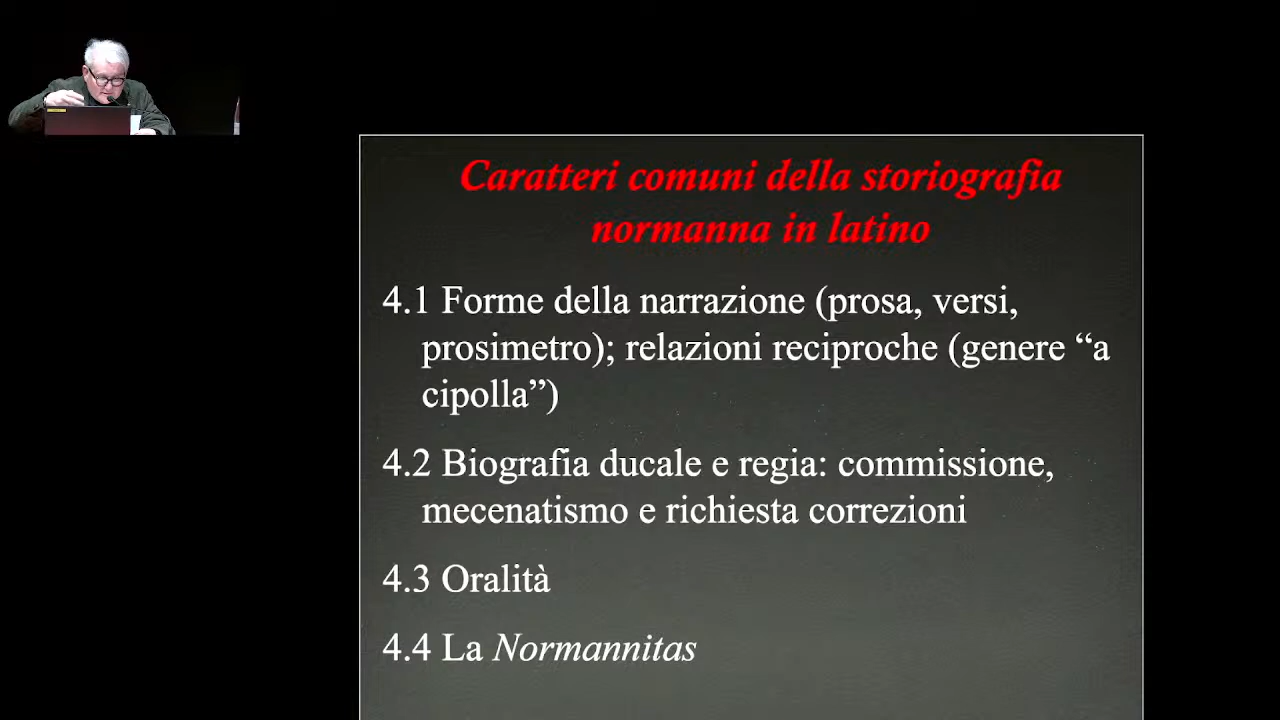 Caratteri comuni della storiografia
normanna in latino
4.1 Forme della narrazione (prosa, versi,
prosimetro); relazioni reciproche (genere “a
cipolla”)
4.2 Biografia ducale e regia: commissione,
mecenatismo e richiesta correzioni
4.3 Oralità
4.4 La Normannitas